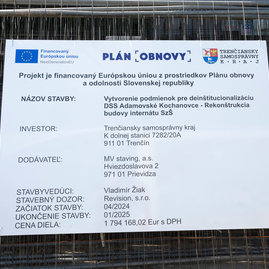 Financovaný
Európskou úniou
NextGenerationEU
PLÁN OBNOVY
TRENČIANSKY
SAMOSPRÁVNY
KRAJ
Projekt je financovaný Európskou úniou z prostriedkov Plánu obnovy
a odolnosti Slovenskej republiky
NÁZOV STAVBY: Vytvorenie podmienok pre deinštitucionalizáciu
DSS Adamovské Kochanovce - Rekonštrukcia
budovy internátu SzŠ
INVESTOR: Trenčiansky samosprávny kraj
K dolnej stanici 7282/20A
911 01 Trenčín
DODÁVATEĽ: MV staving, a.s.
Hviezdoslavova 2
971 01 Prievidza
STAVBYVEDÚCI: Vladimír Žiak
STAVEBNÝ DOZOR: Revision, s.r.o.
ZAČIATOK STAVBY: 04/2024
UKONČENIE STAVBY: 01/2025
CENA DIELA: 1 794 168,02 Eur s DPH